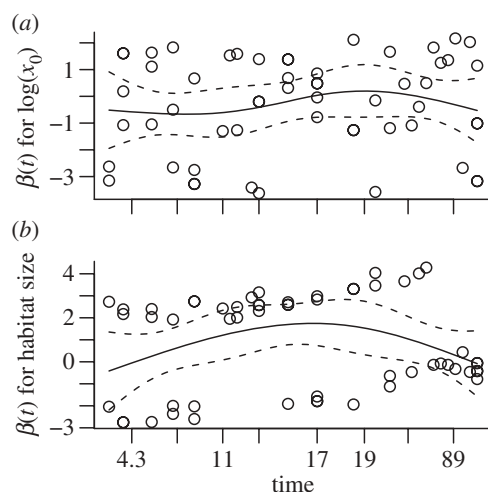 (a)
β(t) for log(x₀)
1
−1
−3
(b)
β(t) for habitat size
4
2
0
−3
4.3 11 17 19 89
time